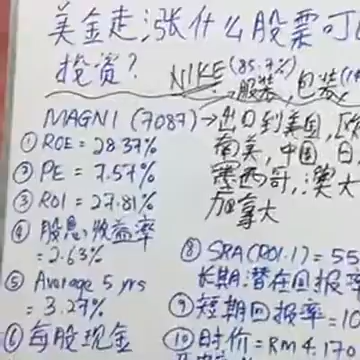 美金走涨什么股票可
投资?
NIKE (85.7%)
服装, 包装
MAGNI (7087) → 出口到美国,
南美, 中国 日
墨西哥, 澳大
加拿大
① ROE = 28.37%
② PE = 7.57%
③ ROI = 27.81%
④ 股息收益率
= 2.63%
⑤ Average 5 yrs
= 3.27%
⑥ 每股现金
⑧ SRA (ROI.1) = 55
长期潜在回报率
⑨ 短期回报率 = 10
⑩ 时价 = RM 4.170